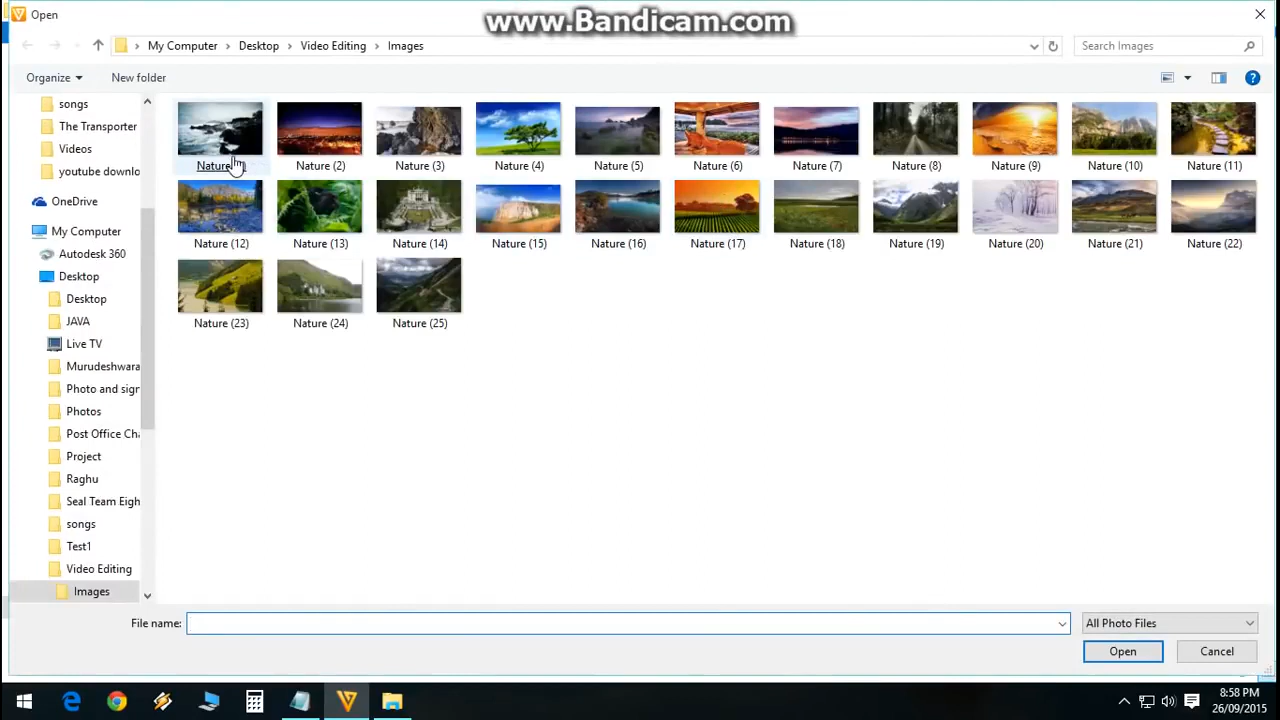 www.Bandicam.com
Open
My Computer
Desktop
Video Editing
Images
Search Images
Organize
New folder
songs
The Transporter
Videos
youtube downlo
OneDrive
My Computer
Autodesk 360
Desktop
Desktop
JAVA
Live TV
Murudeshwara
Photo and sign
Photos
Post Office Cha
Project
Raghu
Seal Team Eigh
songs
Test1
Video Editing
Images
Nature
Nature (2)
Nature (3)
Nature (4)
Nature (5)
Nature (6)
Nature (7)
Nature (8)
Nature (9)
Nature (10)
Nature (11)
Nature (12)
Nature (13)
Nature (14)
Nature (15)
Nature (16)
Nature (17)
Nature (18)
Nature (19)
Nature (20)
Nature (21)
Nature (22)
Nature (23)
Nature (24)
Nature (25)
File name:
All Photo Files
Open
Cancel
8:58 PM
26/09/2015